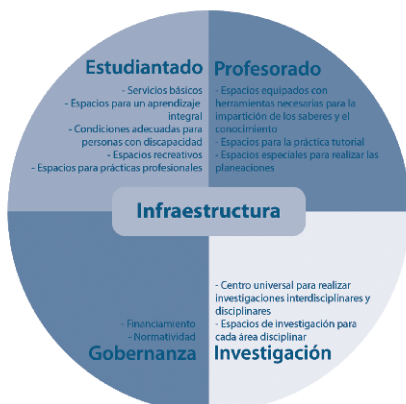 Estudiantado
- Servicios básicos
- Espacios para un aprendizaje
integral
- Condiciones adecuadas para
personas con discapacidad
- Espacios recreativos
- Espacios para prácticas profesionales
Profesorado
- Espacios equipados con
herramientas necesarias para la
impartición de los saberes y el
conocimiento
- Espacios para la práctica tutorial
- Espacios especiales para realizar las
planeaciones
Infraestructura
- Financiamiento
- Normatividad
Gobernanza
- Centro universal para realizar
investigaciones interdisciplinares y
disciplinares
- Espacios de investigación para
cada área disciplinar
Investigación